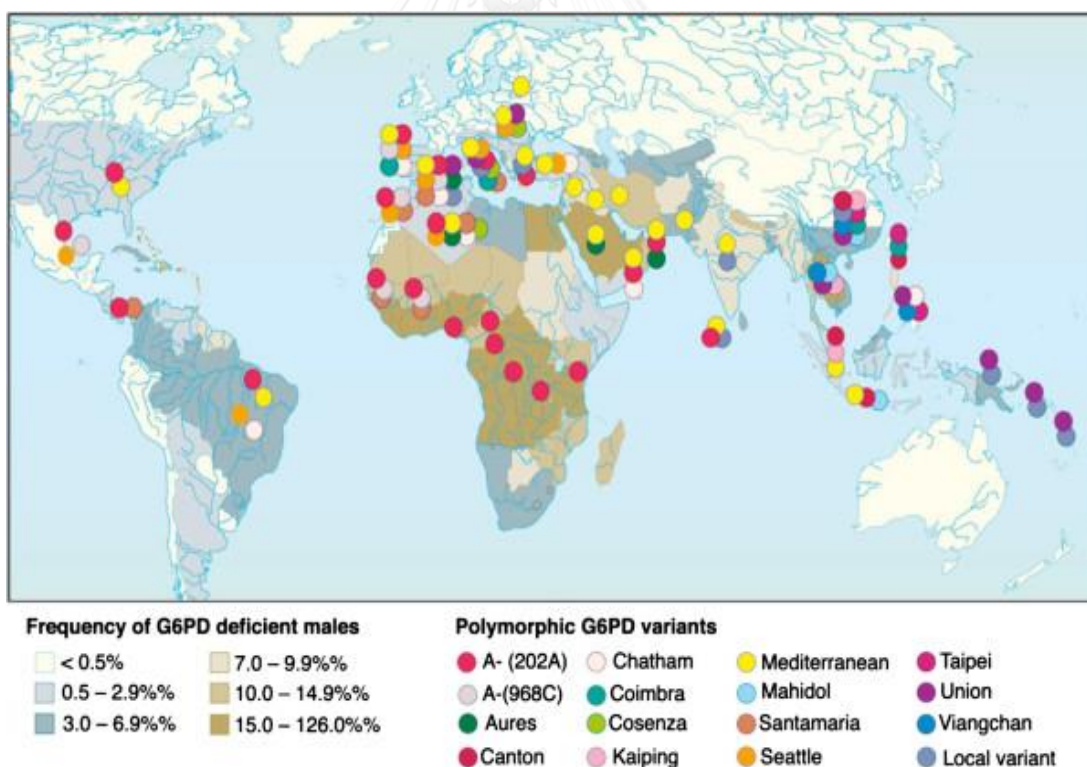 Frequency of G6PD deficient males
< 0.5%
0.5 – 2.9%%
3.0 – 6.9%%
7.0 – 9.9%%
10.0 – 14.9%%
15.0 – 126.0%%
Polymorphic G6PD variants
A- (202A)
A-(968C)
Aures
Canton
Chatham
Coimbra
Cosenza
Kaiping
Mediterranean
Mahidol
Santamaria
Seattle
Taipei
Union
Viangchan
Local variant